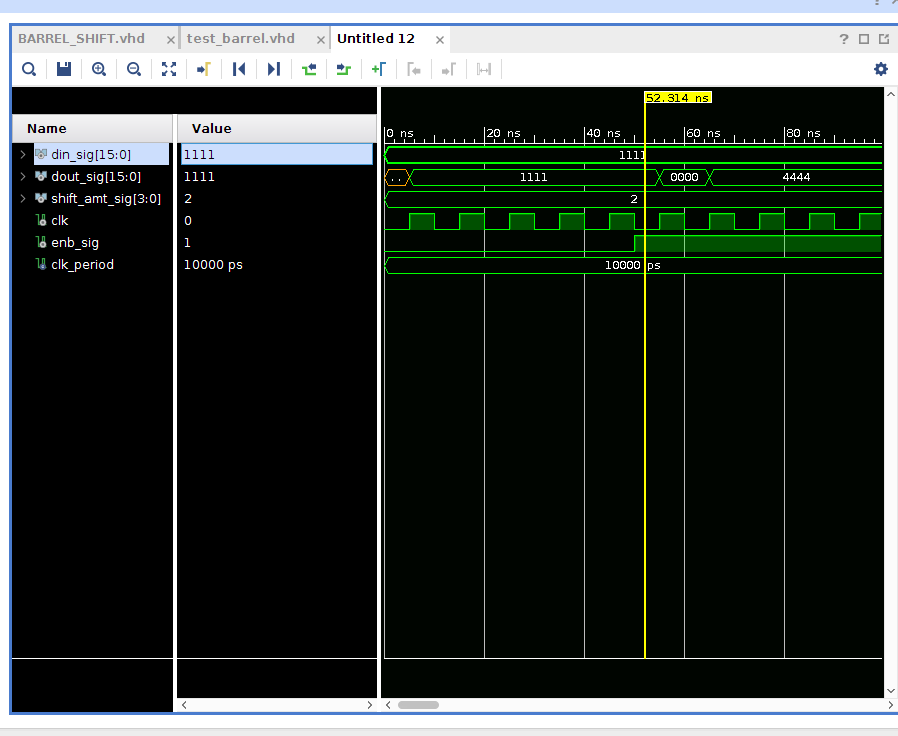 BARREL_SHIFT.vhd × test_barrel.vhd × Untitled 12 × ?
52.314 ns
Name Value 0 ns 20 ns 40 ns 60 ns 80 ns
din_sig[15:0] 1111 1111
dout_sig[15:0] 1111 .. 1111 0000 4444
shift_amt_sig[3:0] 2 2
clk 0
enb_sig 1
clk_period 10000 ps 10000 ps